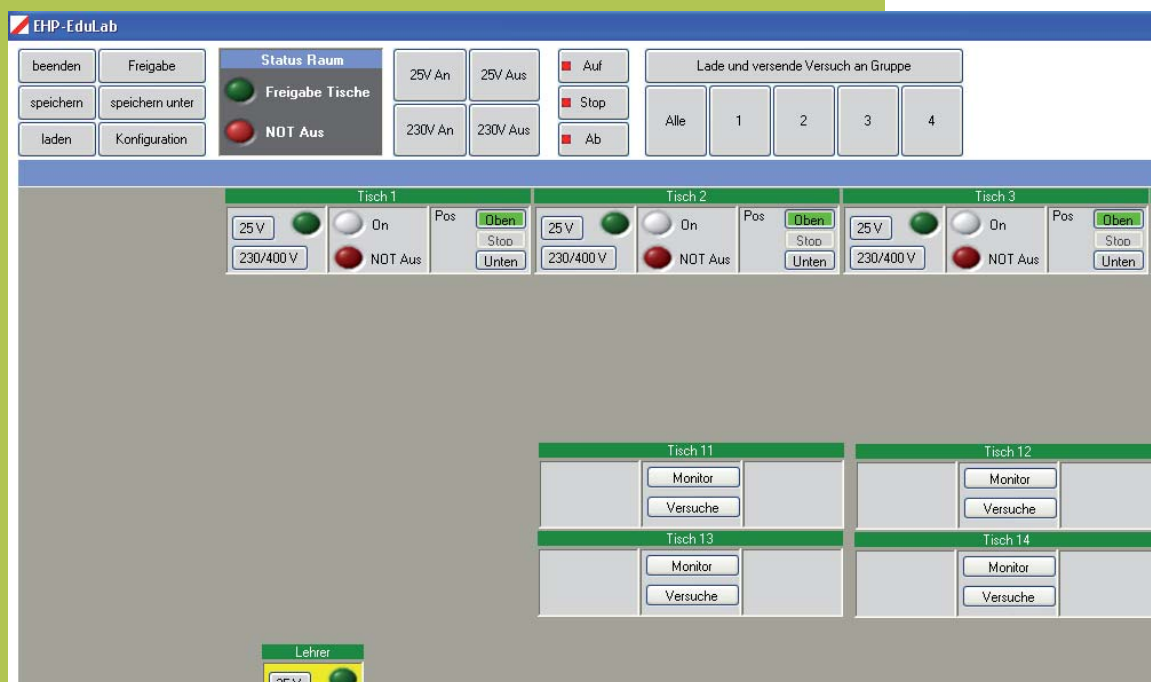 EHP-EduLab
beenden Freigabe
speichern speichern unter
laden Konfiguration
Status Raum
Freigabe Tische
NOT Aus
25V An 25V Aus
230V An 230V Aus
Auf
Stop
Ab
Lade und versende Versuch an Gruppe
Alle 1 2 3 4
Tisch 1
25 V On Pos Oben
Stop
230/400 V NOT Aus Unten
Tisch 2
25 V On Pos Oben
Stop
230/400 V NOT Aus Unten
Tisch 3
25 V On Pos Oben
Stop
230/400 V NOT Aus Unten
Tisch 11
Monitor
Versuche
Tisch 12
Monitor
Versuche
Tisch 13
Monitor
Versuche
Tisch 14
Monitor
Versuche
Lehrer
25 V